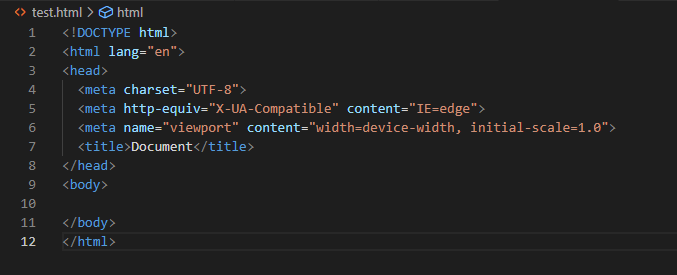 test.html > html
1 <!DOCTYPE html>
2 <html lang="en">
3 <head>
4   <meta charset="UTF-8">
5   <meta http-equiv="X-UA-Compatible" content="IE=edge">
6   <meta name="viewport" content="width=device-width, initial-scale=1.0">
7   <title>Document</title>
8 </head>
9 <body>
10
11 </body>
12 </html>